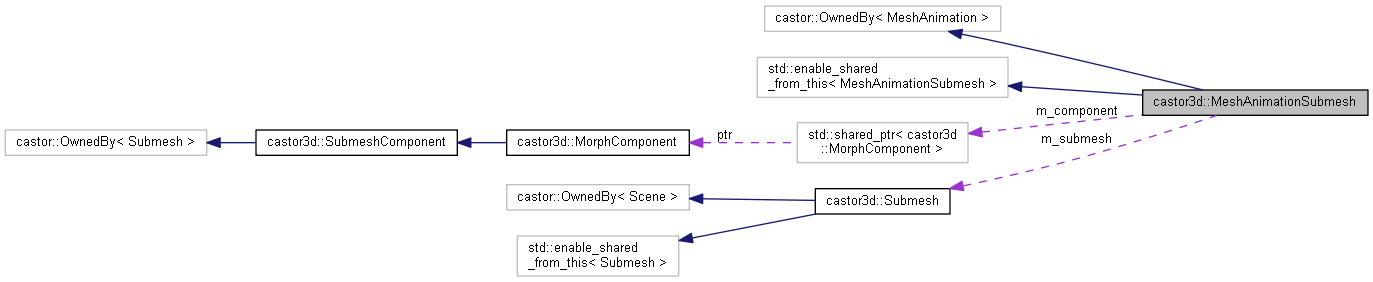 castor::OwnedBy< MeshAnimation >
std::enable_shared
_from_this< MeshAnimationSubmesh >
castor3d::MeshAnimationSubmesh
m_component
ptr
std::shared_ptr< castor3d
::MorphComponent >
m_submesh
castor::OwnedBy< Submesh >
castor3d::SubmeshComponent
castor3d::MorphComponent
castor::OwnedBy< Scene >
castor3d::Submesh
std::enable_shared
_from_this< Submesh >